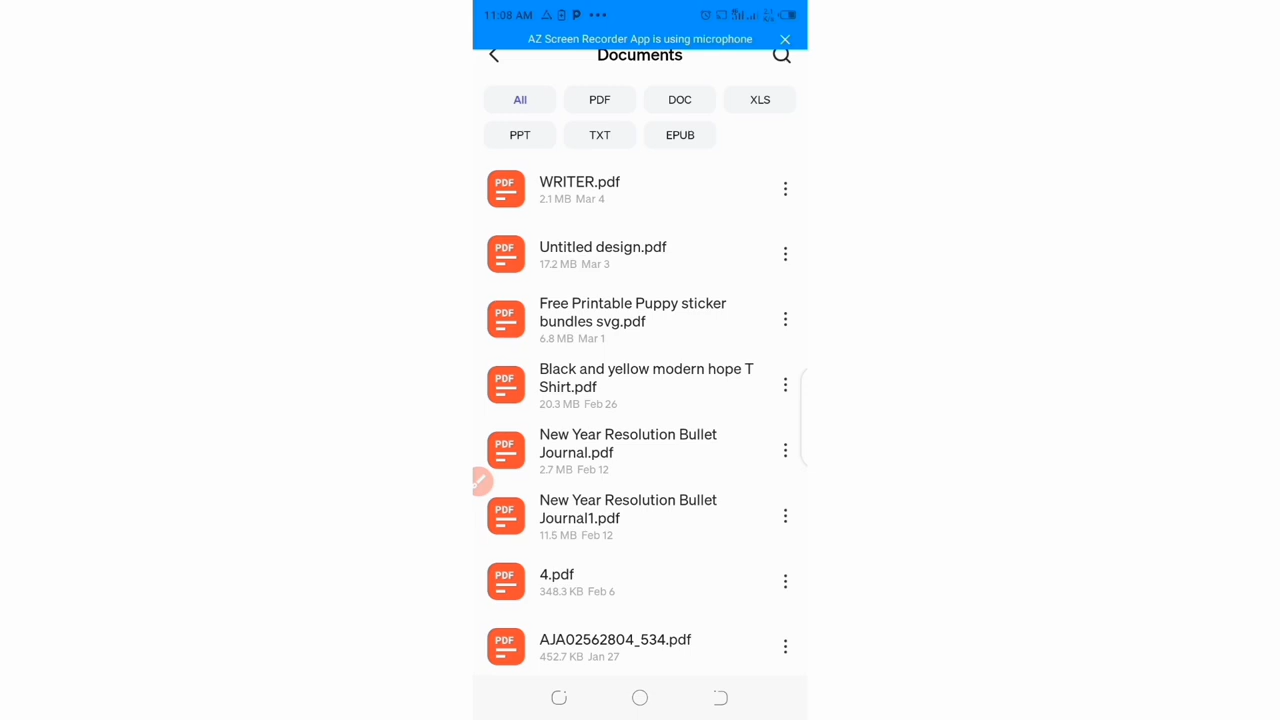 11:08 AM
AZ Screen Recorder App is using microphone
Documents
All
PDF
DOC
XLS
PPT
TXT
EPUB
PDF
WRITER.pdf
2.1 MB Mar 4
PDF
Untitled design.pdf
17.2 MB Mar 3
PDF
Free Printable Puppy sticker
bundles svg.pdf
6.8 MB Mar 1
PDF
Black and yellow modern hope T
Shirt.pdf
20.3 MB Feb 26
PDF
New Year Resolution Bullet
Journal.pdf
2.7 MB Feb 12
PDF
New Year Resolution Bullet
Journal1.pdf
11.5 MB Feb 12
PDF
4.pdf
348.3 KB Feb 6
PDF
AJA02562804_534.pdf
452.7 KB Jan 27